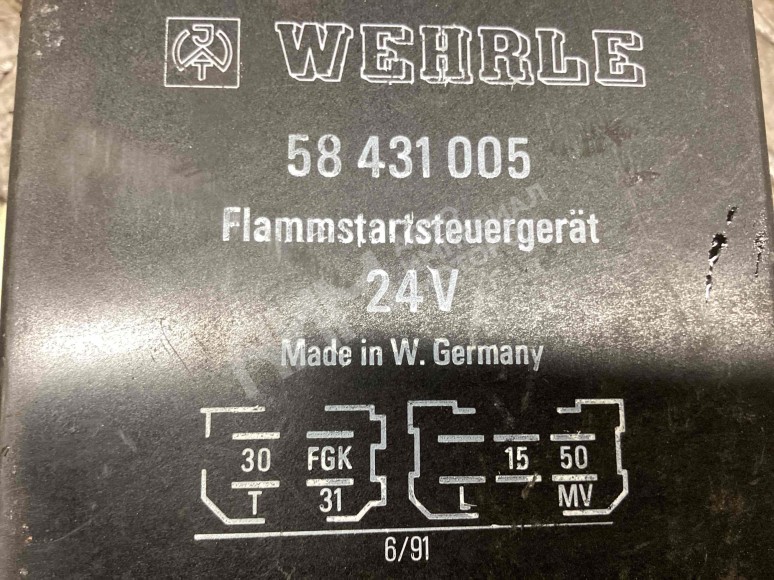 WEHRLE
58 431 005
Flammstartsteuergerät
24V
Made in W. Germany
30 FGK 15 50
T 31 L MV
6/91